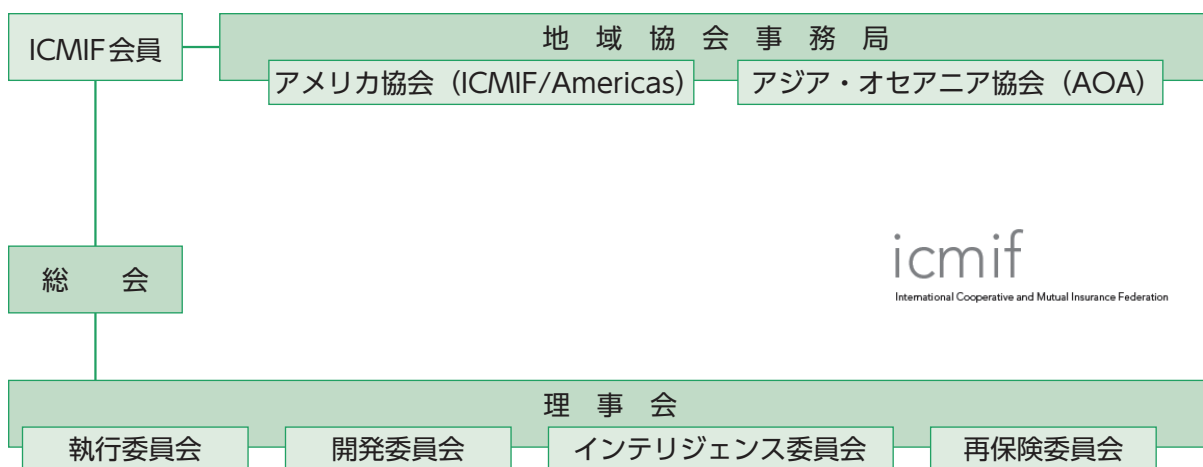 ICMIF会員
地域協会事務局
アメリカ協会（ICMIF/Americas）
アジア・オセアニア協会（AOA）
icmif
International Cooperative and Mutual Insurance Federation
総会
理事会
執行委員会
開発委員会
インテリジェンス委員会
再保険委員会